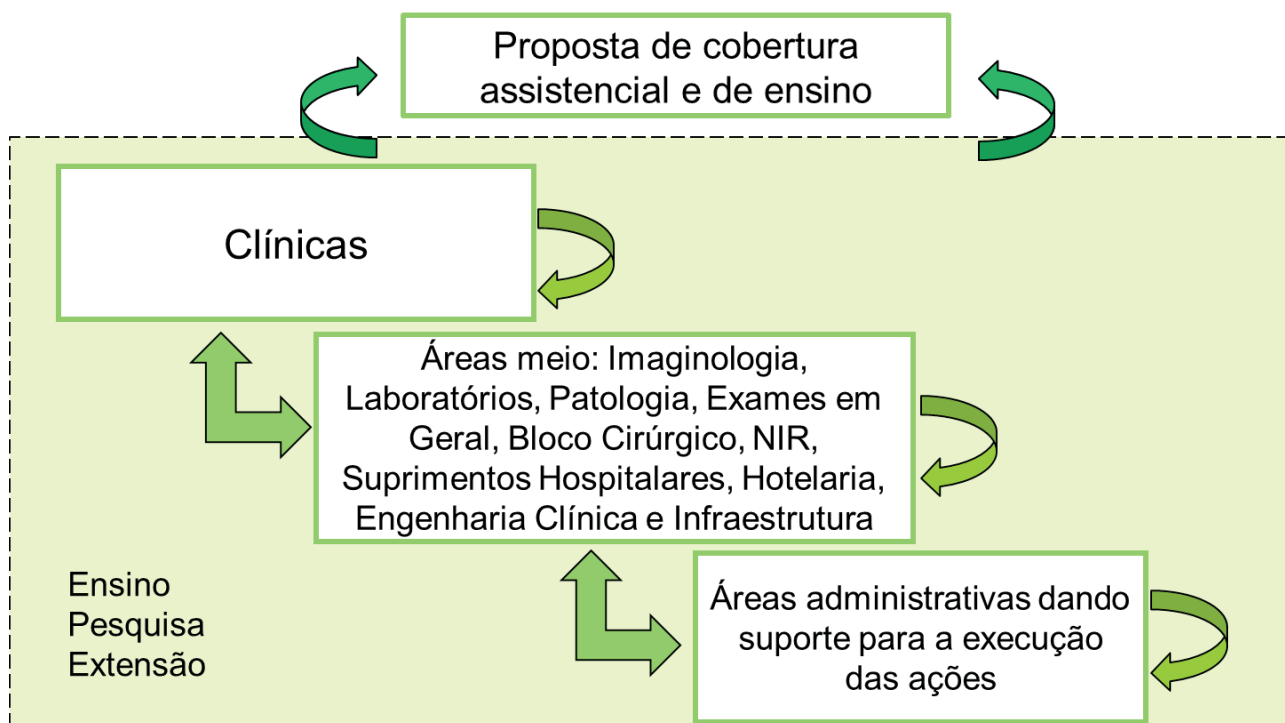 Proposta de cobertura
assistencial e de ensino
Clínicas
Áreas meio: Imaginologia,
Laboratórios, Patologia, Exames em
Geral, Bloco Cirúrgico, NIR,
Suprimentos Hospitalares, Hotelaria,
Engenharia Clínica e Infraestrutura
Ensino
Pesquisa
Extensão
Áreas administrativas dando
suporte para a execução
das ações